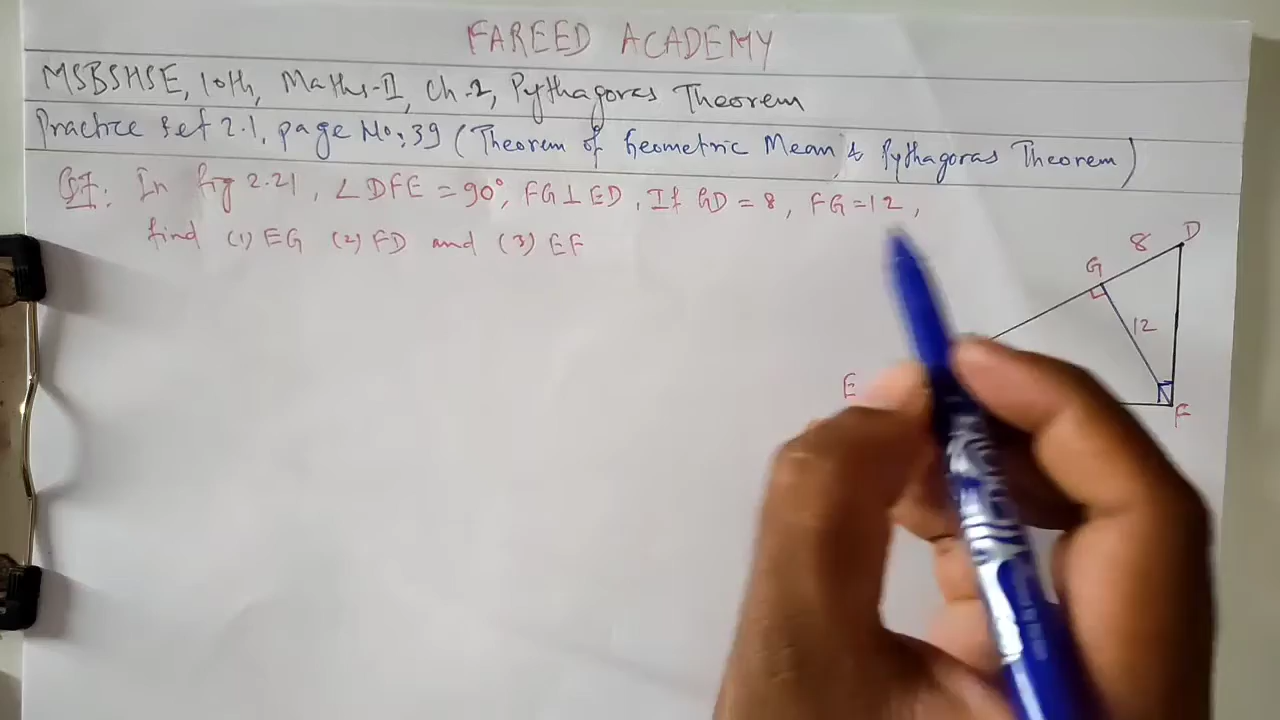 FAREED ACADEMY
MSBSHSE, 10th, Maths-II, Ch-2, Pythagoras Theorem
Practice Set 2.1, page No: 39 (Theorem of Geometric Mean & Pythagoras Theorem)
In fig 2.21, ∠DFE = 90°, FG⊥ED, If GD = 8, FG=12,
find (1) EG (2) FD and (3) EF
D
8
G
12
E
F